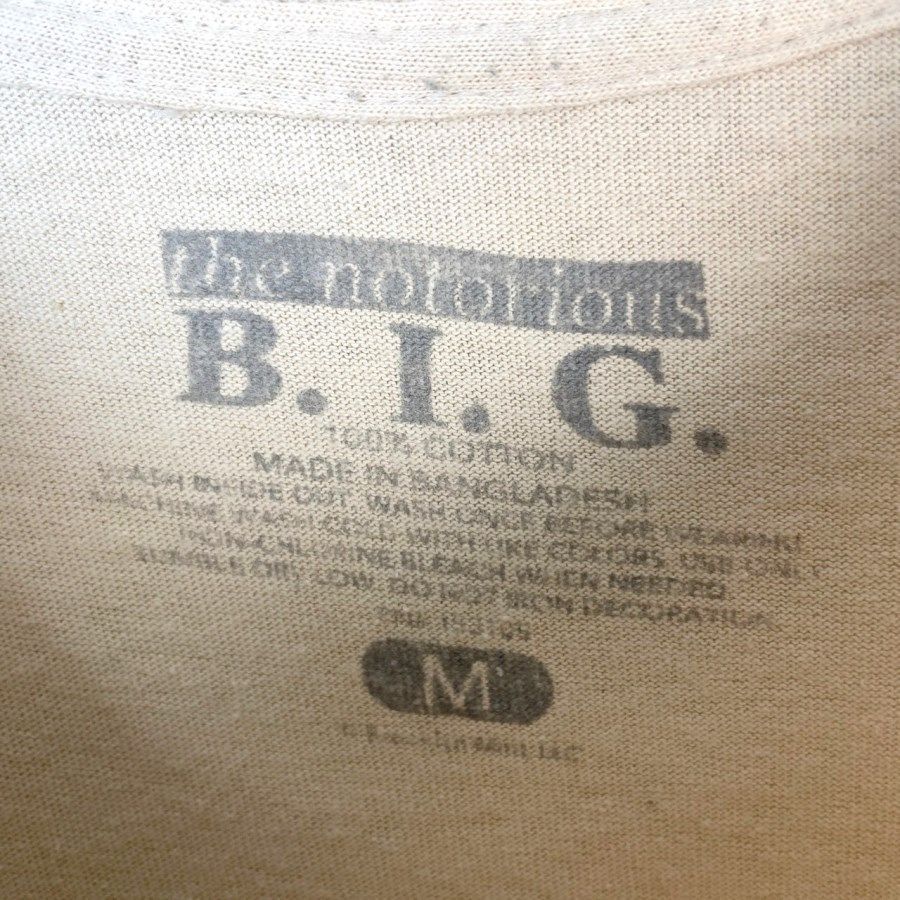 the notorious
B. I. G.
100% COTTON
MADE IN BANGLADESH
WASH INSIDE OUT. WASH ONCE BEFORE WEARING
MACHINE WASH COLD WITH LIKE COLORS. USE ONLY
NON-CHLORINE BLEACH WHEN NEEDED
TUMBLE DRY LOW. DO NOT IRON DECORATION.
M
LLC